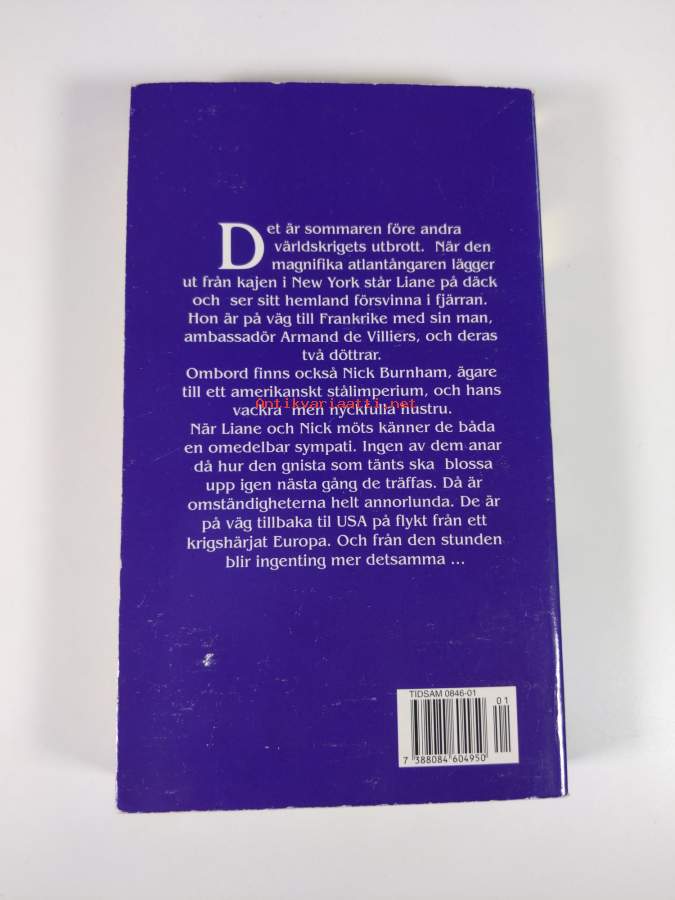 Det är sommaren före andra
världskrigets utbrott. När den
magnifika atlantångaren lägger
ut från kajen i New York står Liane på däck
och ser sitt hemland försvinna i fjärran.
Hon är på väg till Frankrike med sin man,
ambassadör Armand de Villiers, och deras
två döttrar.
Ombord finns också Nick Burnham, ägare
till ett amerikanskt stålimperium, och hans
Antikvariaatti.net
vackra men nyckfulla hustru.
När Liane och Nick möts känner de båda
en omedelbar sympati. Ingen av dem anar
då hur den gnista som tänts ska blossa
upp igen nästa gång de träffas. Då är
omständigheterna helt annorlunda. De är
på väg tillbaka til USA på flykt från ett
krigshärjat Europa. Och från den stunden
blir ingenting mer detsamma ...
TIDSAM 0846-01
01
7 388084 604950